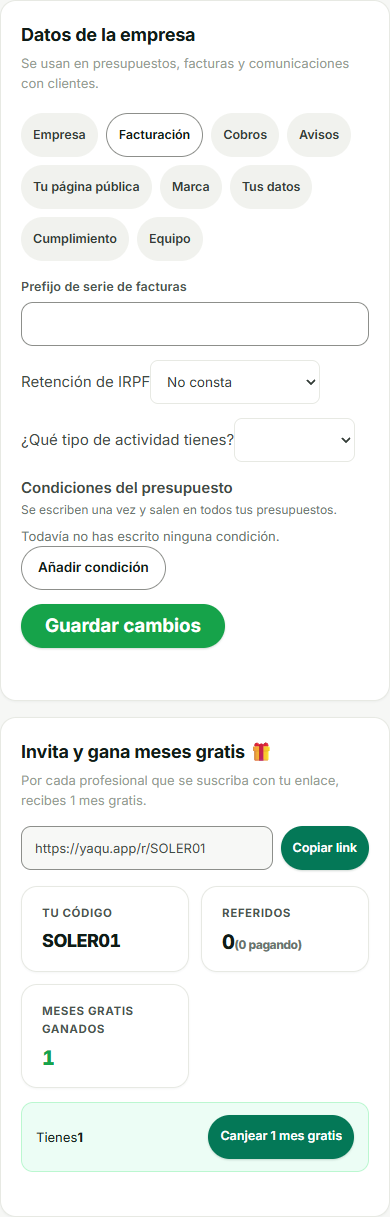 Datos de la empresa
Se usan en presupuestos, facturas y comunicaciones
con clientes.
Empresa
Facturación
Cobros
Avisos
Tu página pública
Marca
Tus datos
Cumplimiento
Equipo
Prefijo de serie de facturas
Retención de IRPF No consta
¿Qué tipo de actividad tienes?
Condiciones del presupuesto
Se escriben una vez y salen en todos tus presupuestos.
Todavía no has escrito ninguna condición.
Añadir condición
Guardar cambios
Invita y gana meses gratis 🎁
Por cada profesional que se suscriba con tu enlace,
recibes 1 mes gratis.
https://yaqu.app/r/SOLER01
Copiar link
TU CÓDIGO
SOLER01
REFERIDOS
0(0 pagando)
MESES GRATIS
GANADOS
1
Tienes1
Canjear 1 mes gratis